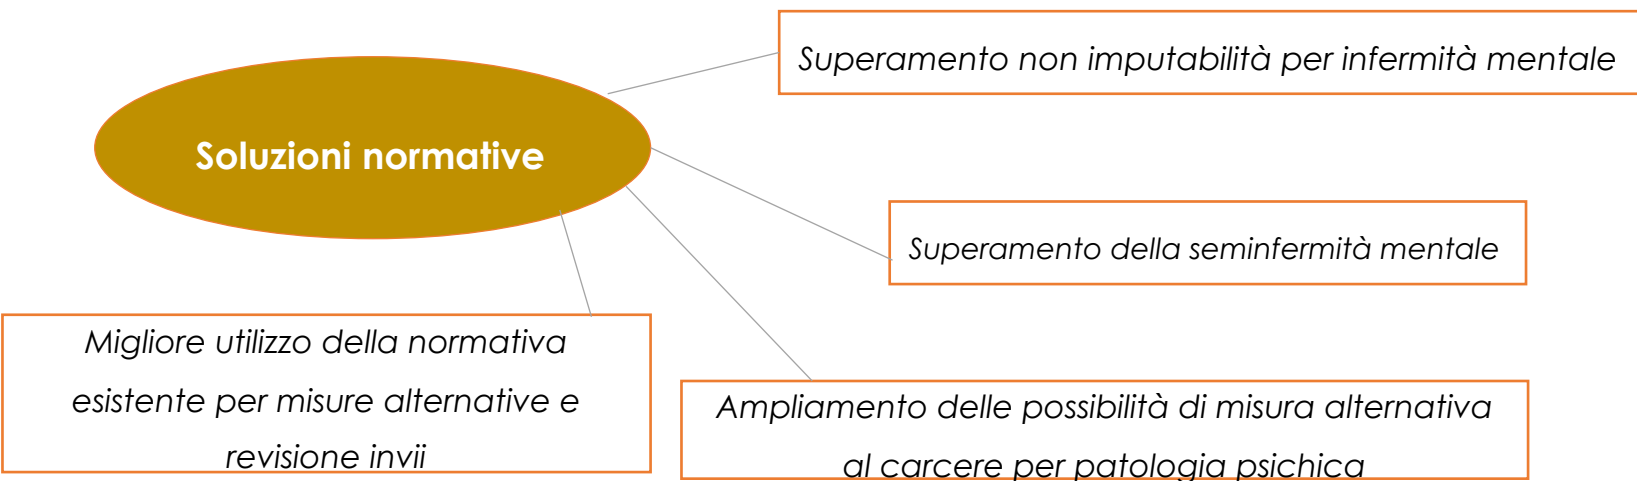 Superamento non imputabilità per infermità mentale
Soluzioni normative
Superamento della seminfermità mentale
Migliore utilizzo della normativa
esistente per misure alternative e
revisione invii
Ampliamento delle possibilità di misura alternativa
al carcere per patologia psichica